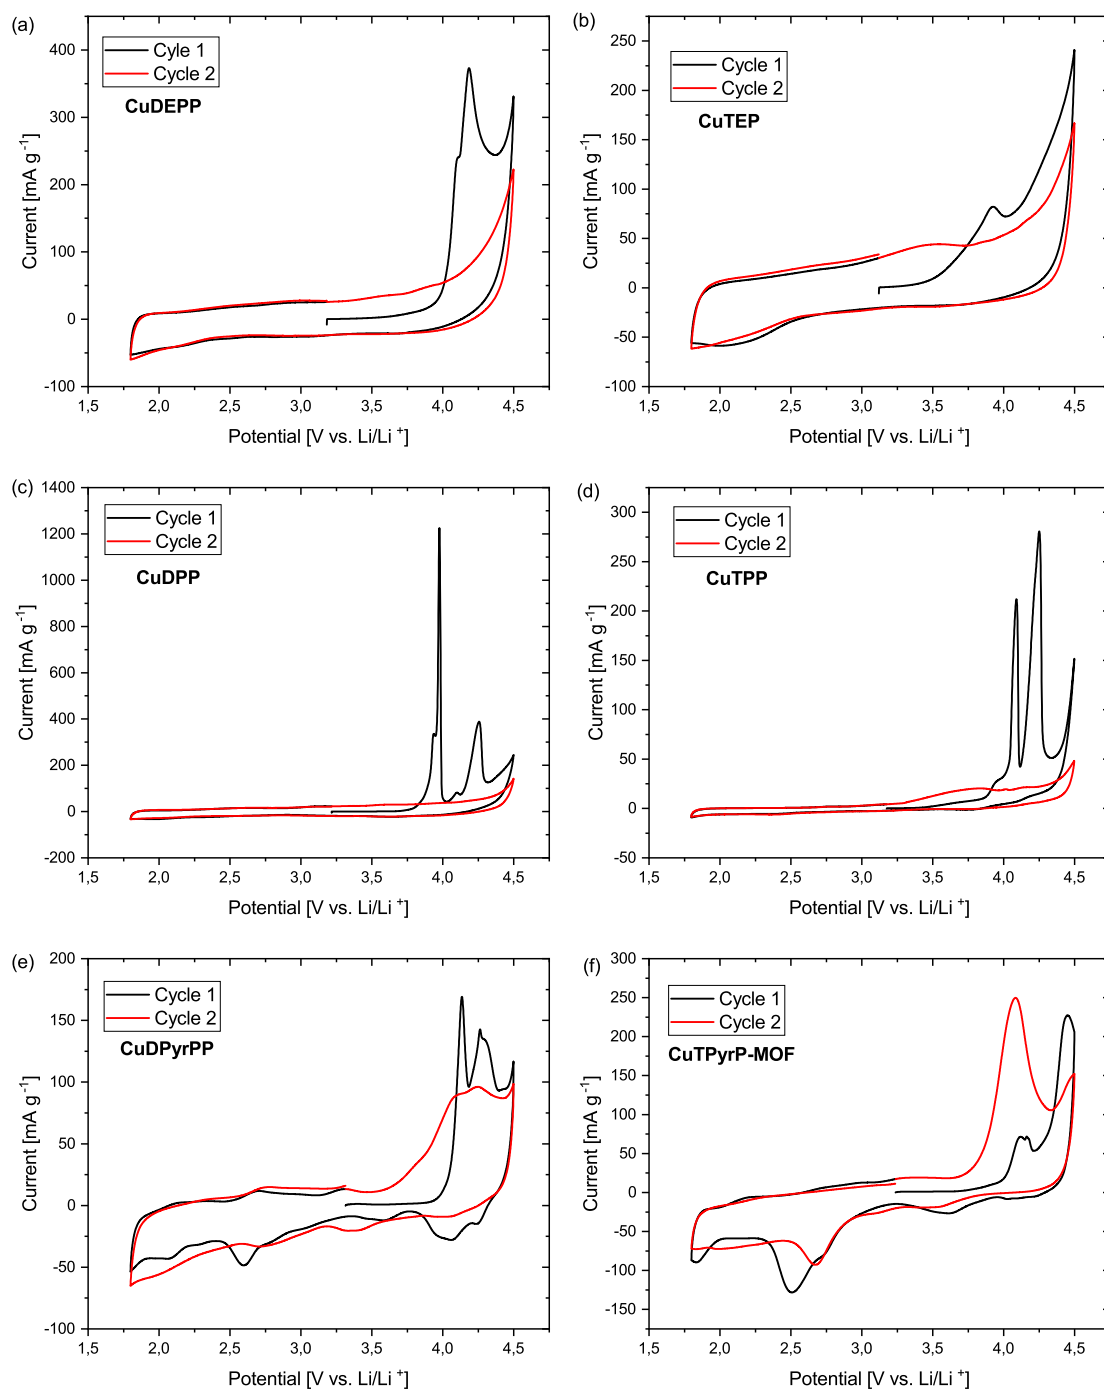 (a)
Cyle 1
Cycle 2
CuDEPP
400
300
200
100
0
-100
Current [mA g⁻¹]
1,5 2,0 2,5 3,0 3,5 4,0 4,5
Potential [V vs. Li/Li ⁺]
(b)
Cycle 1
Cycle 2
CuTEP
250
200
150
100
50
0
-50
-100
Current [mA g⁻¹]
1,5 2,0 2,5 3,0 3,5 4,0 4,5
Potential [V vs. Li/Li ⁺]
(c)
Cycle 1
Cycle 2
CuDPP
1400
1200
1000
800
600
400
200
0
-200
Current [mA g⁻¹]
1,5 2,0 2,5 3,0 3,5 4,0 4,5
Potential [V vs. Li/Li ⁺]
(d)
Cycle 1
Cycle 2
CuTPP
300
250
200
150
100
50
0
-50
Current [mA g⁻¹]
1,5 2,0 2,5 3,0 3,5 4,0 4,5
Potential [V vs. Li/Li ⁺]
(e)
Cycle 1
Cycle 2
CuDPyrPP
200
150
100
50
0
-50
-100
Current [mA g⁻¹]
1,5 2,0 2,5 3,0 3,5 4,0 4,5
Potential [V vs. Li/Li ⁺]
(f)
Cycle 1
Cycle 2
CuTPyrP-MOF
300
250
200
150
100
50
0
-50
-100
-150
Current [mA g⁻¹]
1,5 2,0 2,5 3,0 3,5 4,0 4,5
Potential [V vs. Li/Li ⁺]